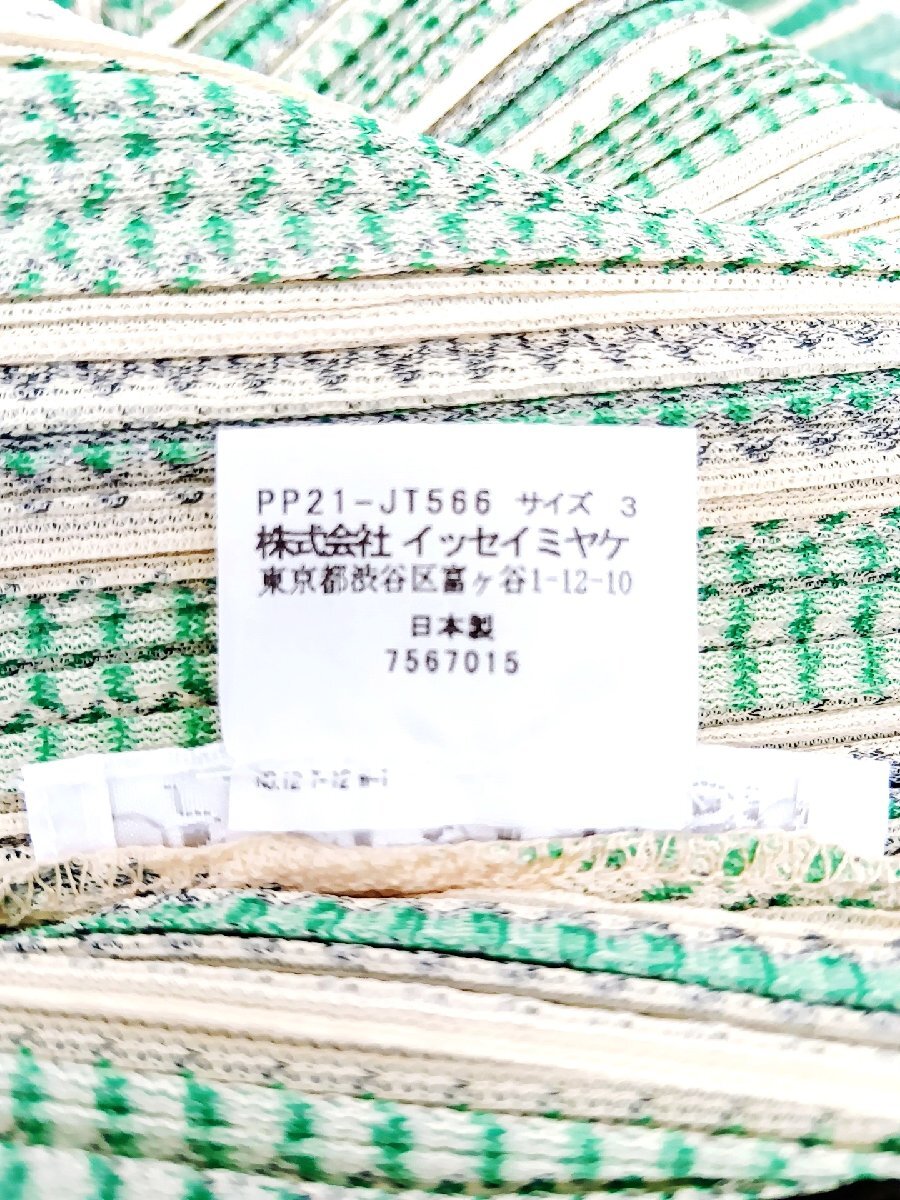 PP21-JT566 サイズ 3
株式会社 イッセイミヤケ
東京都渋谷区富ヶ谷1-12-10
日本製
7567015